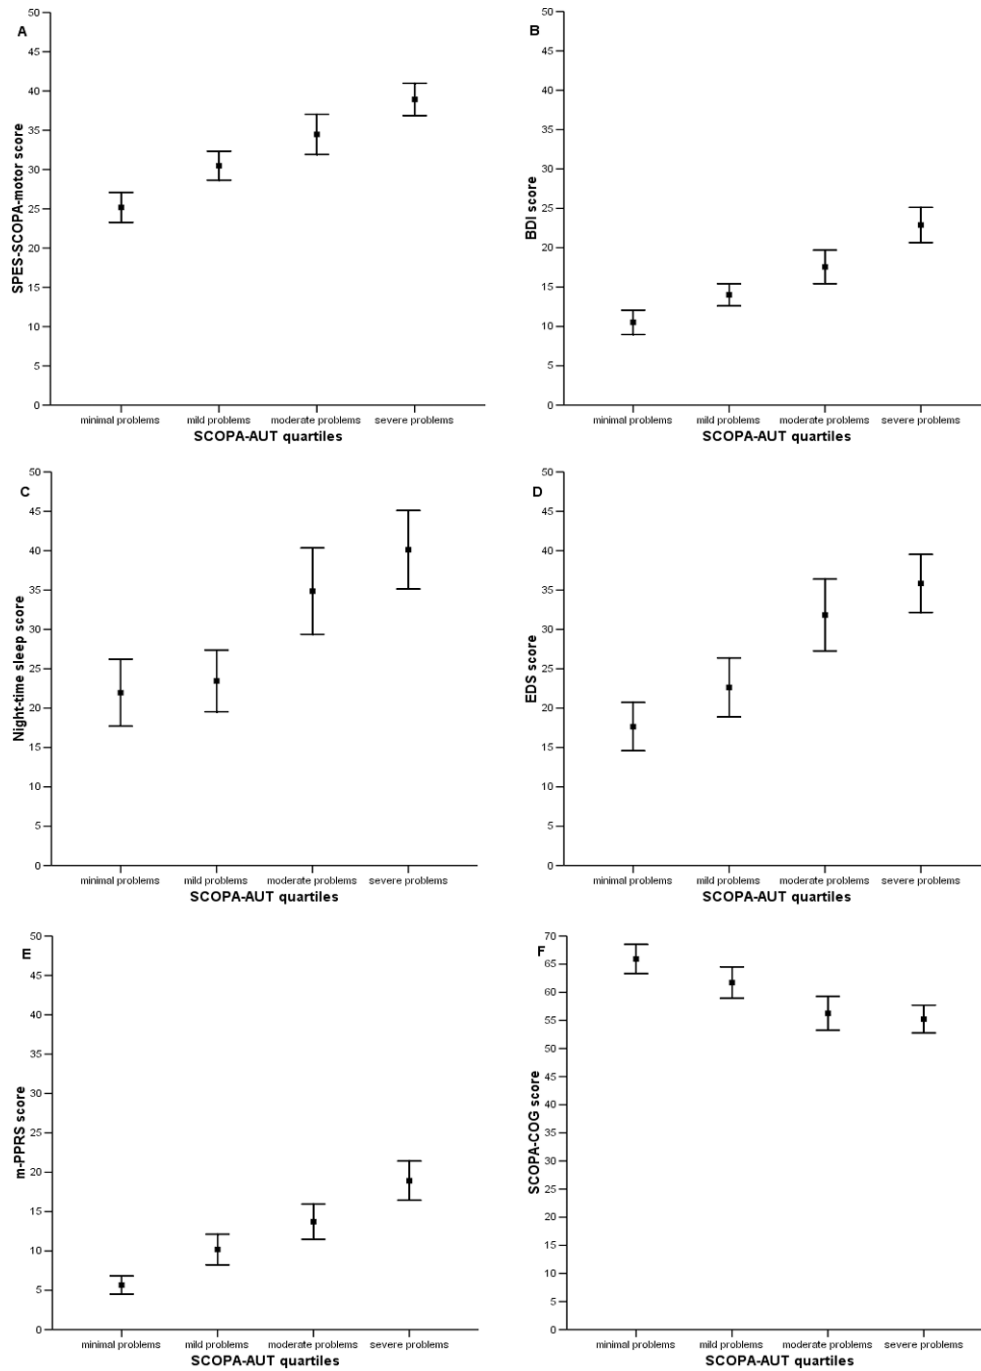 A
50
45
40
35
30
25
20
15
10
5
0
SPES-SCOPA-motor score
minimal problems mild problems moderate problems severe problems
SCOPA-AUT quartiles
B
50
45
40
35
30
25
20
15
10
5
0
BDI score
minimal problems mild problems moderate problems severe problems
SCOPA-AUT quartiles
C
50
45
40
35
30
25
20
15
10
5
0
Night-time sleep score
minimal problems mild problems moderate problems severe problems
SCOPA-AUT quartiles
D
50
45
40
35
30
25
20
15
10
5
0
EDS score
minimal problems mild problems moderate problems severe problems
SCOPA-AUT quartiles
E
50
45
40
35
30
25
20
15
10
5
0
m-PPRS score
minimal problems mild problems moderate problems severe problems
SCOPA-AUT quartiles
F
70
65
60
55
50
45
40
35
30
25
20
15
10
5
0
SCOPA-COG score
minimal problems mild problems moderate problems severe problems
SCOPA-AUT quartiles